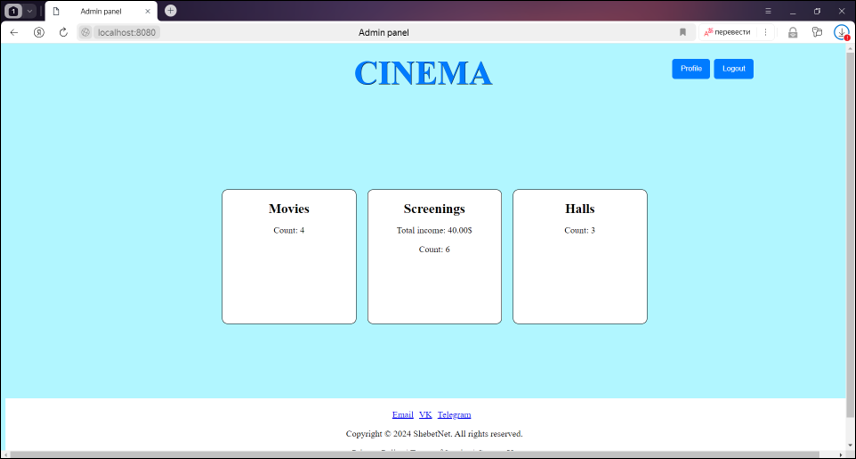 1 Admin panel
localhost:8080 Admin panel перевести
CINEMA
Profile Logout
Movies
Count: 4
Screenings
Total income: 40.00$
Count: 6
Halls
Count: 3
Email VK Telegram
Copyright © 2024 ShebetNet. All rights reserved.